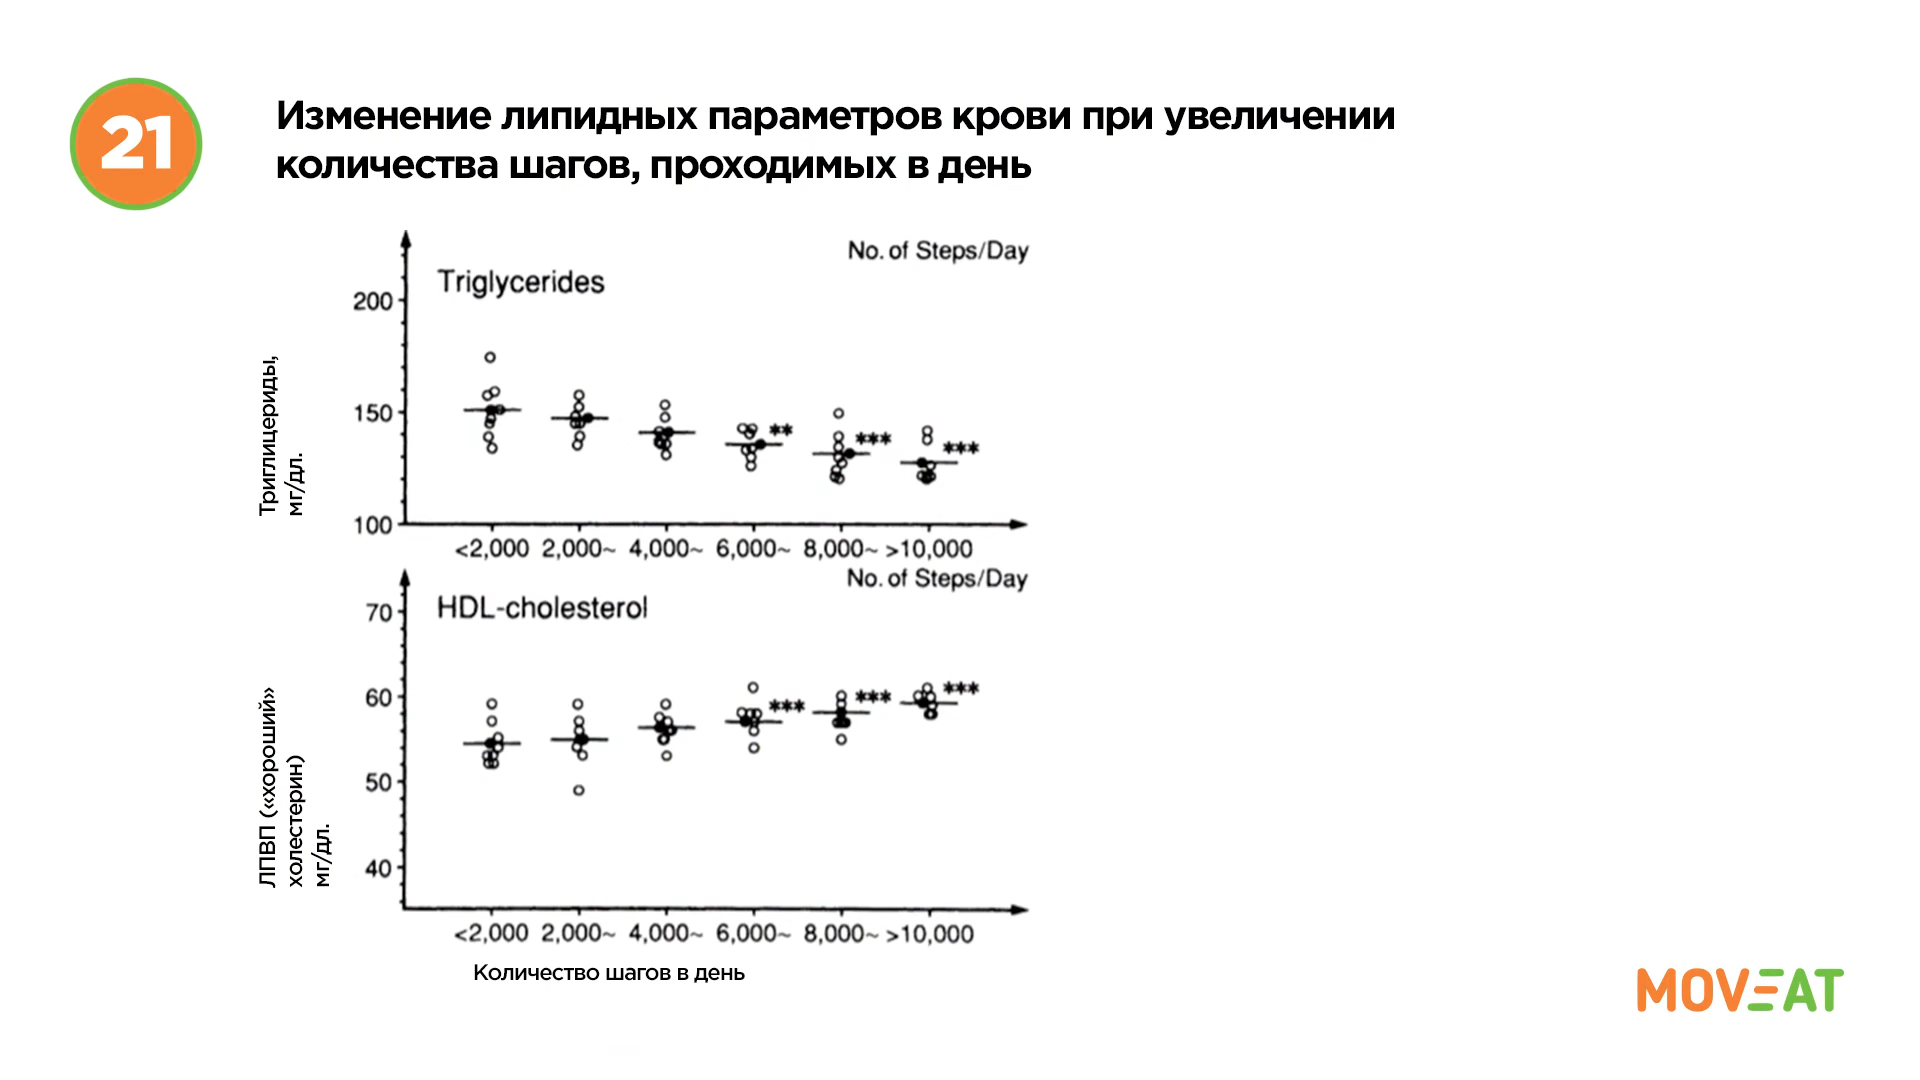 21
Изменение липидных параметров крови при увеличении
количества шагов, проходимых в день
No. of Steps/Day
Triglycerides
200
150
100
Триглицериды,
мг/дл.
** *** ***
<2,000 2,000~ 4,000~ 6,000~ 8,000~ >10,000
No. of Steps/Day
HDL-cholesterol
70
60
50
40
ЛПВП («хороший»
холестерин)
мг/дл.
*** *** ***
<2,000 2,000~ 4,000~ 6,000~ 8,000~ >10,000
Количество шагов в день
MOVEAT